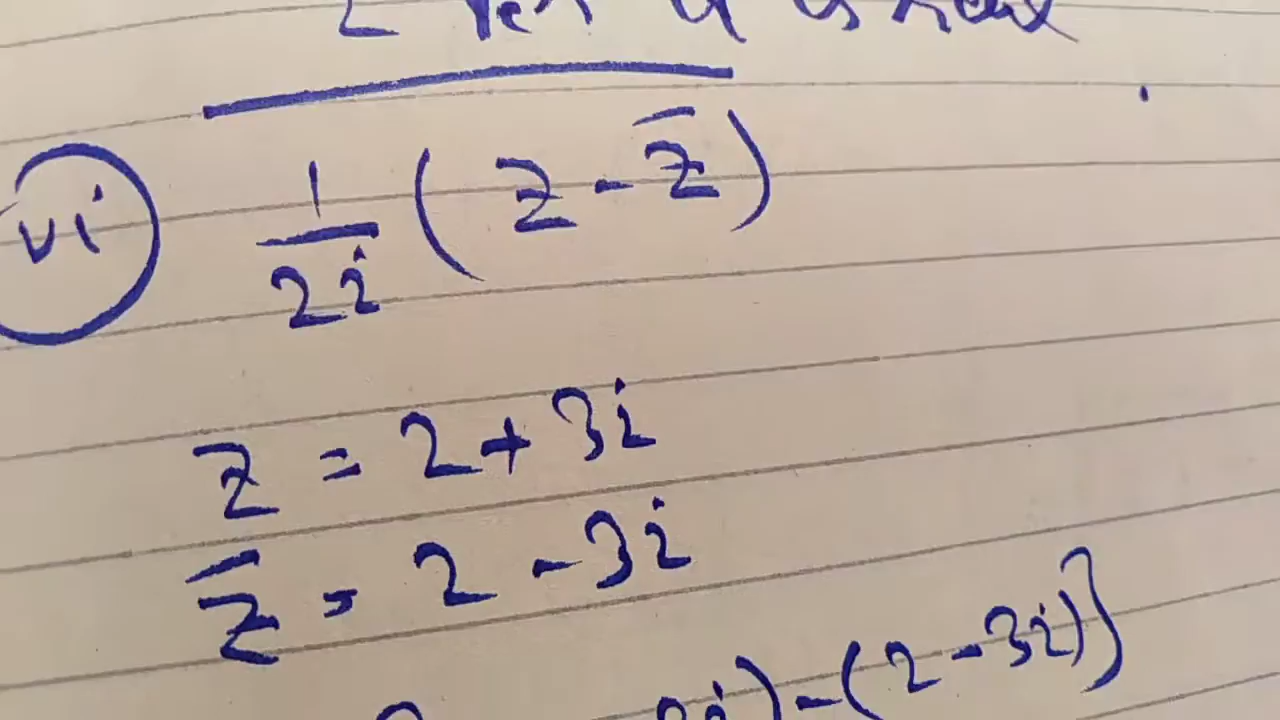 vi 1/2i (z - z̄)
z = 2 + 3i
z̄ = 2 - 3i
i) - (2 - 3i)}